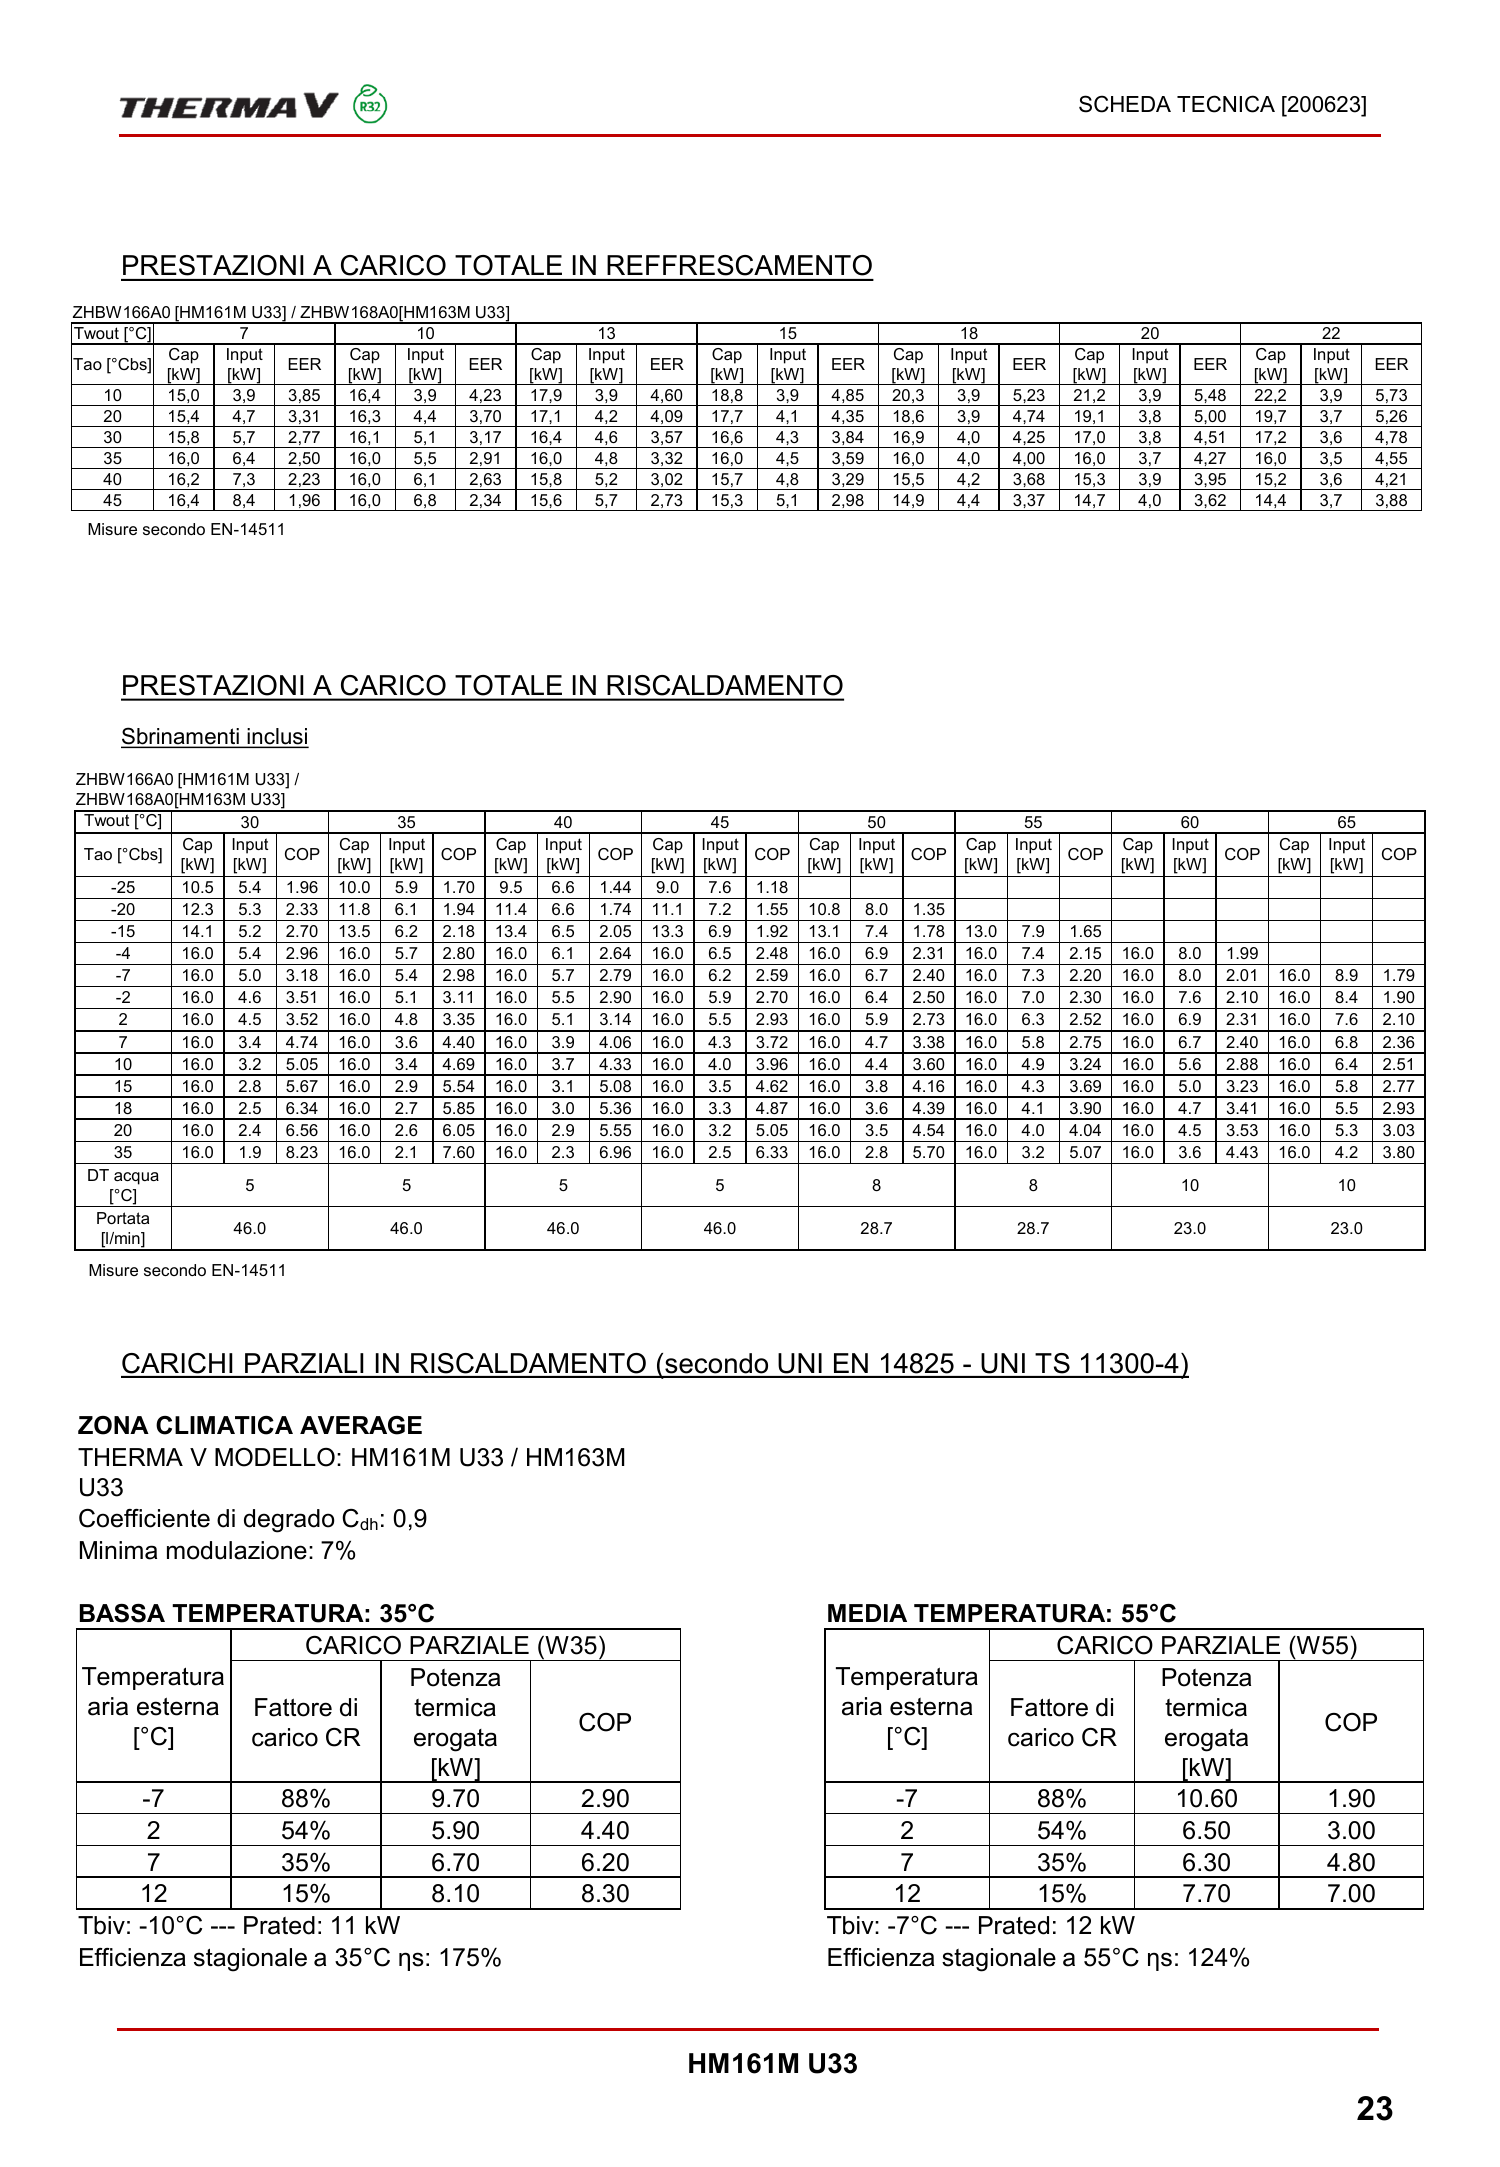 THERMA V R32
SCHEDA TECNICA [200623]
PRESTAZIONI A CARICO TOTALE IN REFFRESCAMENTO
ZHBW166A0 [HM161M U33] / ZHBW168A0[HM163M U33]
Twout [°C] 7 10 13 15 18 20 22
Tao [°Cbs] Cap [kW] Input [kW] EER Cap [kW] Input [kW] EER Cap [kW] Input [kW] EER Cap [kW] Input [kW] EER Cap [kW] Input [kW] EER Cap [kW] Input [kW] EER Cap [kW] Input [kW] EER
10 15,0 3,9 3,85 16,4 3,9 4,23 17,9 3,9 4,60 18,8 3,9 4,85 20,3 3,9 5,23 21,2 3,9 5,48 22,2 3,9 5,73
20 15,4 4,7 3,31 16,3 4,4 3,70 17,1 4,2 4,09 17,7 4,1 4,35 18,6 3,9 4,74 19,1 3,8 5,00 19,7 3,7 5,26
30 15,8 5,7 2,77 16,1 5,1 3,17 16,4 4,6 3,57 16,6 4,3 3,84 16,9 4,0 4,25 17,0 3,8 4,51 17,2 3,6 4,78
35 16,0 6,4 2,50 16,0 5,5 2,91 16,0 4,8 3,32 16,0 4,5 3,59 16,0 4,0 4,00 16,0 3,7 4,27 16,0 3,5 4,55
40 16,2 7,3 2,23 16,0 6,1 2,63 15,8 5,2 3,02 15,7 4,8 3,29 15,5 4,2 3,68 15,3 3,9 3,95 15,2 3,6 4,21
45 16,4 8,4 1,96 16,0 6,8 2,34 15,6 5,7 2,73 15,3 5,1 2,98 14,9 4,4 3,37 14,7 4,0 3,62 14,4 3,7 3,88
Misure secondo EN-14511
PRESTAZIONI A CARICO TOTALE IN RISCALDAMENTO
Sbrinamenti inclusi
ZHBW166A0 [HM161M U33] /
ZHBW168A0[HM163M U33]
Twout [°C] 30 35 40 45 50 55 60 65
Tao [°Cbs] Cap [kW] Input [kW] COP Cap [kW] Input [kW] COP Cap [kW] Input [kW] COP Cap [kW] Input [kW] COP Cap [kW] Input [kW] COP Cap [kW] Input [kW] COP Cap [kW] Input [kW] COP Cap [kW] Input [kW] COP
-25 10.5 5.4 1.96 10.0 5.9 1.70 9.5 6.6 1.44 9.0 7.6 1.18
-20 12.3 5.3 2.33 11.8 6.1 1.94 11.4 6.6 1.74 11.1 7.2 1.55 10.8 8.0 1.35
-15 14.1 5.2 2.70 13.5 6.2 2.18 13.4 6.5 2.05 13.3 6.9 1.92 13.1 7.4 1.78 13.0 7.9 1.65
-4 16.0 5.4 2.96 16.0 5.7 2.80 16.0 6.1 2.64 16.0 6.5 2.48 16.0 6.9 2.31 16.0 7.4 2.15 16.0 8.0 1.99
-7 16.0 5.0 3.18 16.0 5.4 2.98 16.0 5.7 2.79 16.0 6.2 2.59 16.0 6.7 2.40 16.0 7.3 2.20 16.0 8.0 2.01 16.0 8.9 1.79
-2 16.0 4.6 3.51 16.0 5.1 3.11 16.0 5.5 2.90 16.0 5.9 2.70 16.0 6.4 2.50 16.0 7.0 2.30 16.0 7.6 2.10 16.0 8.4 1.90
2 16.0 4.5 3.52 16.0 4.8 3.35 16.0 5.1 3.14 16.0 5.5 2.93 16.0 5.9 2.73 16.0 6.3 2.52 16.0 6.9 2.31 16.0 7.6 2.10
7 16.0 3.4 4.74 16.0 3.6 4.40 16.0 3.9 4.06 16.0 4.3 3.72 16.0 4.7 3.38 16.0 5.8 2.75 16.0 6.7 2.40 16.0 6.8 2.36
10 16.0 3.2 5.05 16.0 3.4 4.69 16.0 3.7 4.33 16.0 4.0 3.96 16.0 4.4 3.60 16.0 4.9 3.24 16.0 5.6 2.88 16.0 6.4 2.51
15 16.0 2.8 5.67 16.0 2.9 5.54 16.0 3.1 5.08 16.0 3.5 4.62 16.0 3.8 4.16 16.0 4.3 3.69 16.0 5.0 3.23 16.0 5.8 2.77
18 16.0 2.5 6.34 16.0 2.7 5.85 16.0 3.0 5.36 16.0 3.3 4.87 16.0 3.6 4.39 16.0 4.1 3.90 16.0 4.7 3.41 16.0 5.5 2.93
20 16.0 2.4 6.56 16.0 2.6 6.05 16.0 2.9 5.55 16.0 3.2 5.05 16.0 3.5 4.54 16.0 4.0 4.04 16.0 4.5 3.53 16.0 5.3 3.03
35 16.0 1.9 8.23 16.0 2.1 7.60 16.0 2.3 6.96 16.0 2.5 6.33 16.0 2.8 5.70 16.0 3.2 5.07 16.0 3.6 4.43 16.0 4.2 3.80
DT acqua [°C] 5 5 5 5 8 8 10 10
Portata [l/min] 46.0 46.0 46.0 46.0 28.7 28.7 23.0 23.0
Misure secondo EN-14511
CARICHI PARZIALI IN RISCALDAMENTO (secondo UNI EN 14825 - UNI TS 11300-4)
ZONA CLIMATICA AVERAGE
THERMA V MODELLO: HM161M U33 / HM163M
U33
Coefficiente di degrado Cdh: 0,9
Minima modulazione: 7%
BASSA TEMPERATURA: 35°C
CARICO PARZIALE (W35)
Temperatura aria esterna [°C] Fattore di carico CR Potenza termica erogata [kW] COP
-7 88% 9.70 2.90
2 54% 5.90 4.40
7 35% 6.70 6.20
12 15% 8.10 8.30
Tbiv: -10°C --- Prated: 11 kW
Efficienza stagionale a 35°C ηs: 175%
MEDIA TEMPERATURA: 55°C
CARICO PARZIALE (W55)
Temperatura aria esterna [°C] Fattore di carico CR Potenza termica erogata [kW] COP
-7 88% 10.60 1.90
2 54% 6.50 3.00
7 35% 6.30 4.80
12 15% 7.70 7.00
Tbiv: -7°C --- Prated: 12 kW
Efficienza stagionale a 55°C ηs: 124%
HM161M U33
23